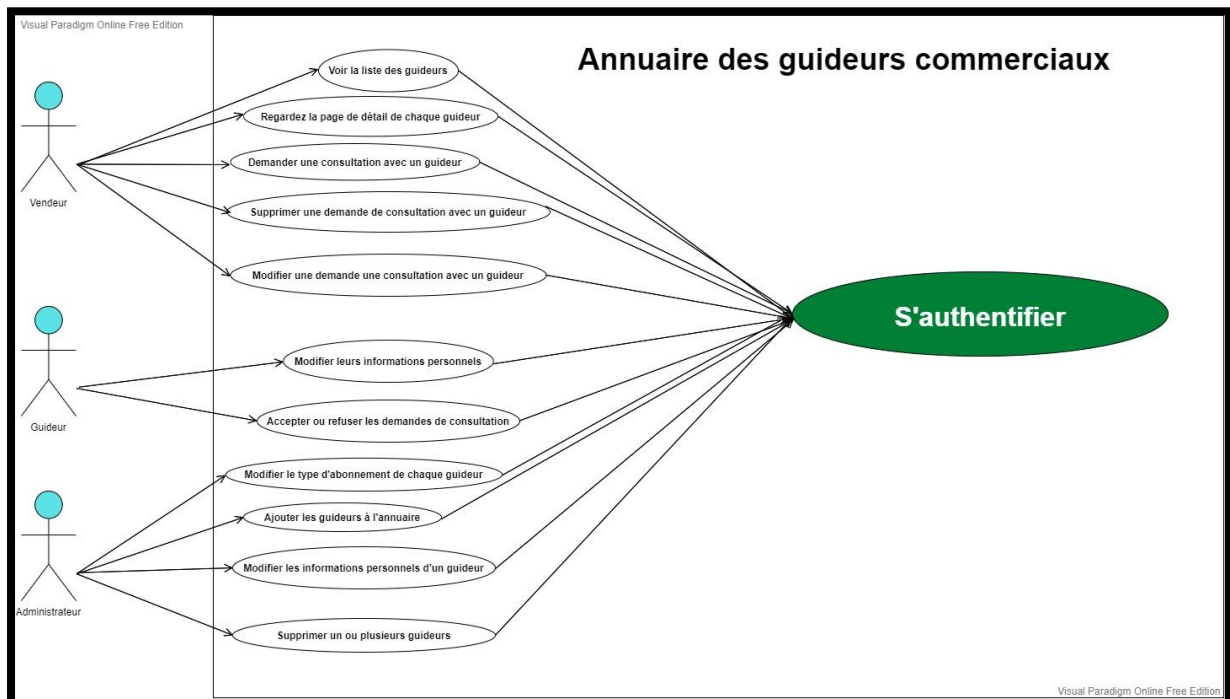 Visual Paradigm Online Free Edition
Annuaire des guideurs commerciaux
Voir la liste des guideurs
Regardez la page de détail de chaque guideur
Demander une consultation avec un guideur
Vendeur
Supprimer une demande de consultation avec un guideur
Modifier une demande une consultation avec un guideur
S'authentifier
Modifier leurs informations personnels
Guideur
Accepter ou refuser les demandes de consultation
Modifier le type d'abonnement de chaque guideur
Ajouter les guideurs à l'annuaire
Modifier les informations personnels d'un guideur
Administrateur
Supprimer un ou plusieurs guideurs
Visual Paradigm Online Free Edition